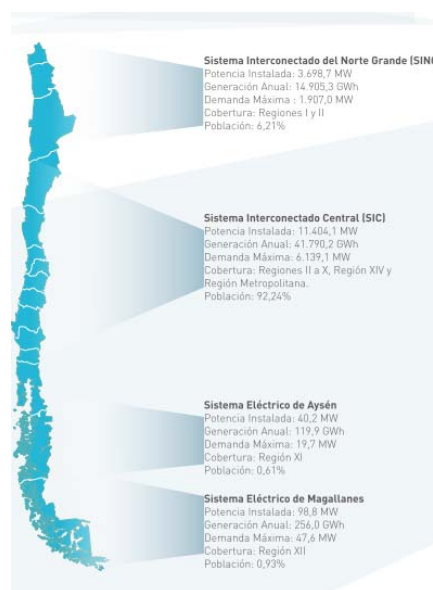 Sistema Interconectado del Norte Grande (SING
Potencia Instalada: 3.698,7 MW
Generación Anual: 14.905,3 GWh
Demanda Máxima : 1.907,0 MW
Cobertura: Regiones I y II
Población: 6,21%
Sistema Interconectado Central (SIC)
Potencia Instalada: 11.404,1 MW
Generación Anual: 41.790,2 GWh
Demanda Máxima: 6.139,1 MW
Cobertura: Regiones II a X, Región XIV y
Región Metropolitana.
Población: 92,24%
Sistema Eléctrico de Aysén
Potencia Instalada: 40,2 MW
Generación Anual: 119,9 GWh
Demanda Máxima: 19,7 MW
Cobertura: Región XI
Población: 0,61%
Sistema Eléctrico de Magallanes
Potencia Instalada: 98,8 MW
Generación Anual: 256,0 GWh
Demanda Máxima: 47,6 MW
Cobertura: Región XII
Población: 0,93%